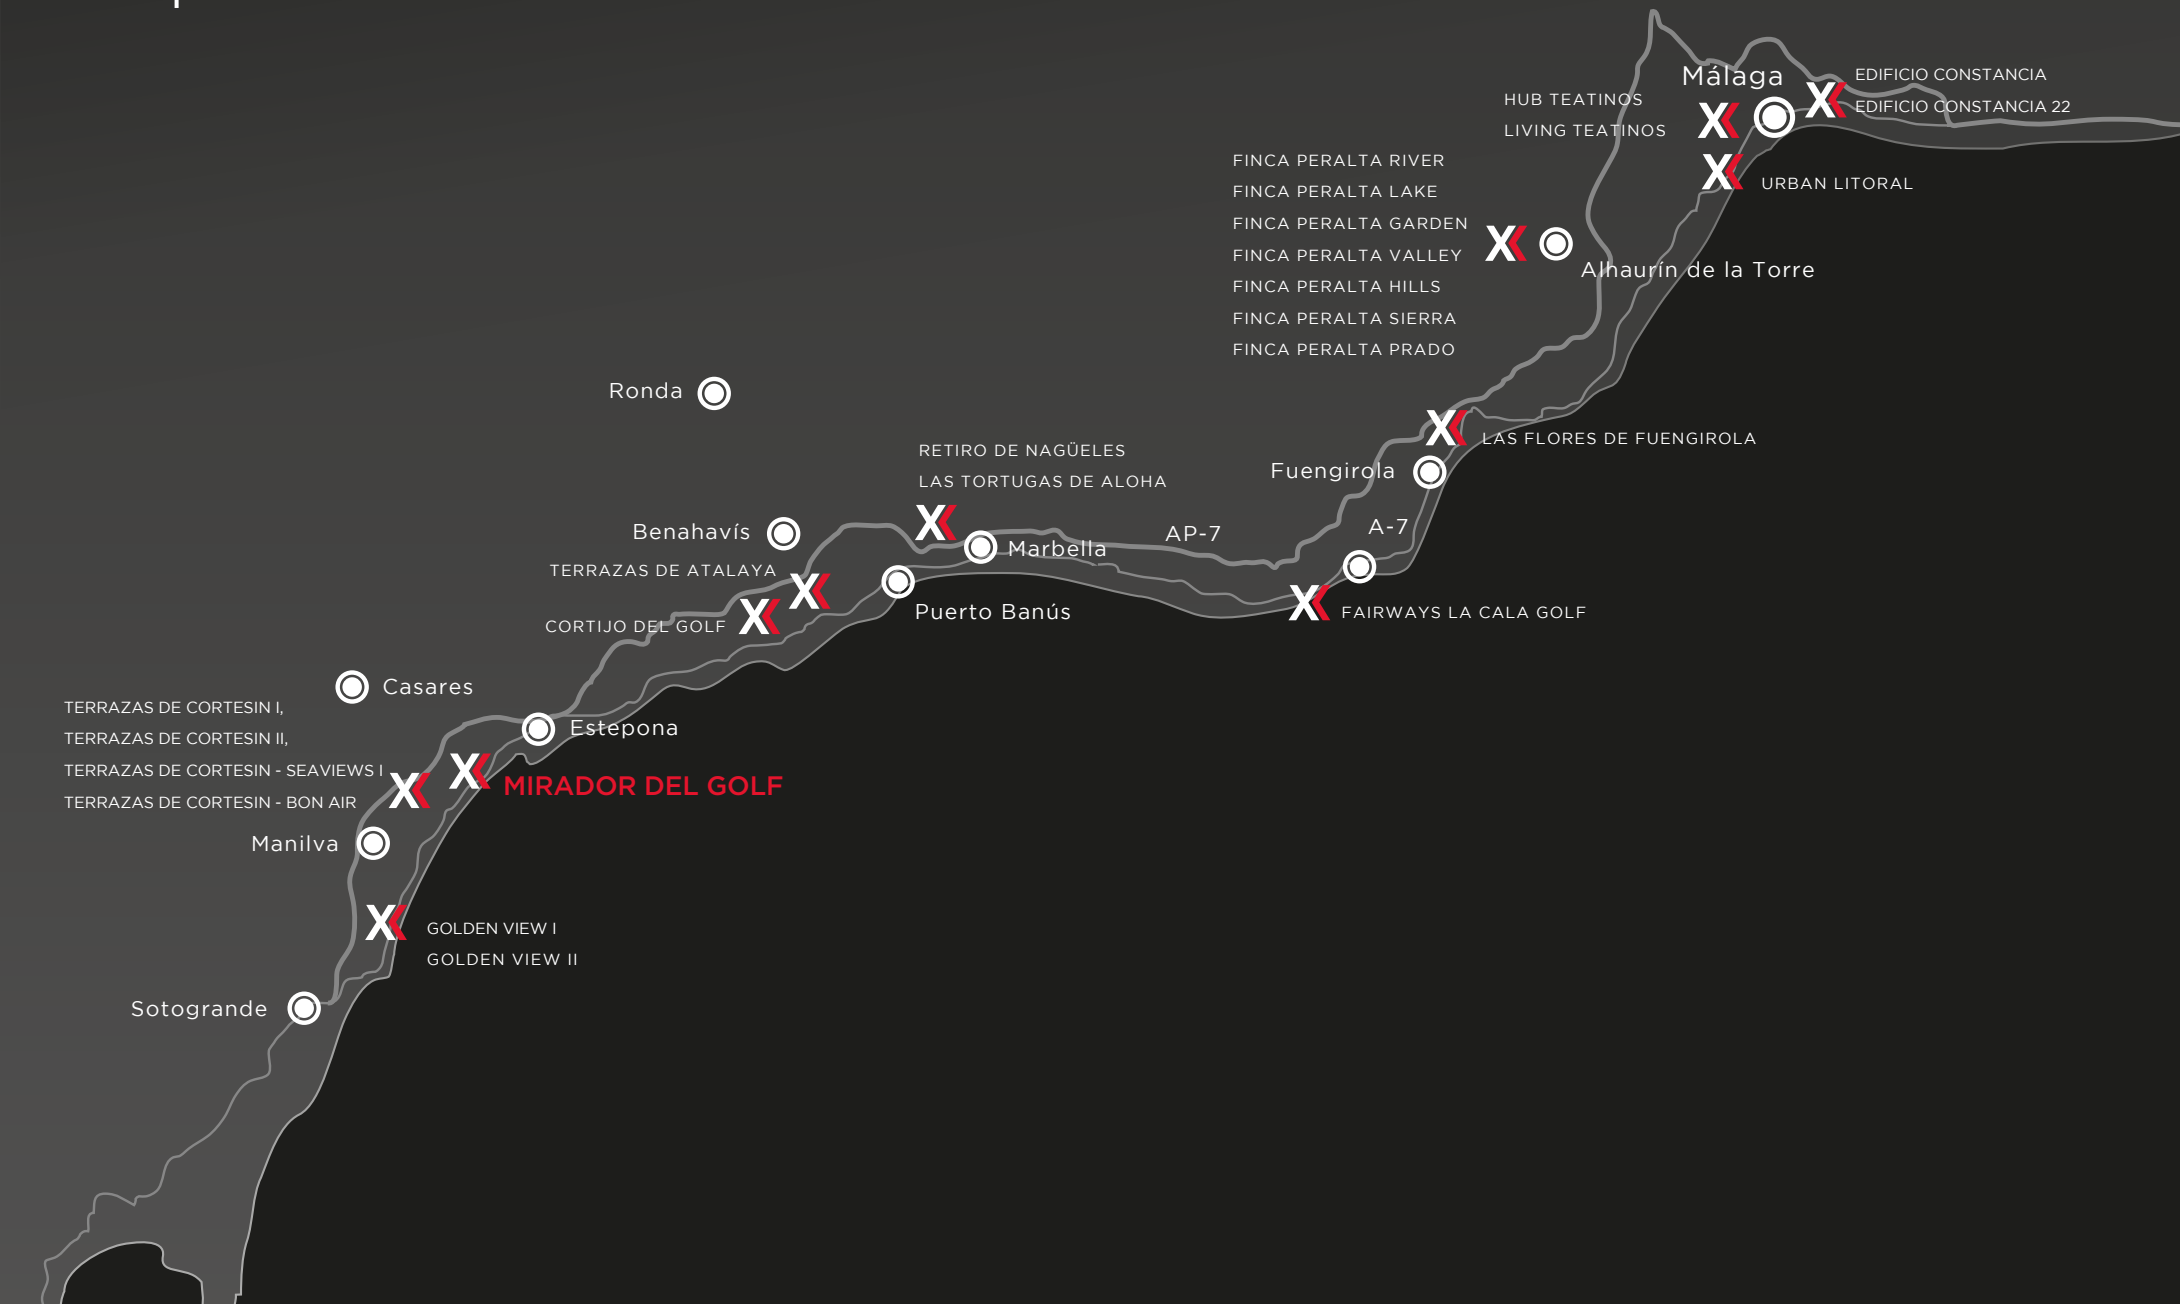 Málaga
EDIFICIO CONSTANCIA
EDIFICIO CONSTANCIA 22
HUB TEATINOS
LIVING TEATINOS
URBAN LITORAL
FINCA PERALTA RIVER
FINCA PERALTA LAKE
FINCA PERALTA GARDEN
FINCA PERALTA VALLEY
FINCA PERALTA HILLS
FINCA PERALTA SIERRA
FINCA PERALTA PRADO
Alhaurín de la Torre
Ronda
RETIRO DE NAGÜELES
LAS TORTUGAS DE ALOHA
LAS FLORES DE FUENGIROLA
Fuengirola
Benahavís
Marbella
AP-7
A-7
TERRAZAS DE ATALAYA
Puerto Banús
FAIRWAYS LA CALA GOLF
CORTIJO DEL GOLF
Casares
TERRAZAS DE CORTESIN I,
TERRAZAS DE CORTESIN II,
TERRAZAS DE CORTESIN - SEAVIEWS I
TERRAZAS DE CORTESIN - BON AIR
Estepona
MIRADOR DEL GOLF
Manilva
GOLDEN VIEW I
GOLDEN VIEW II
Sotogrande